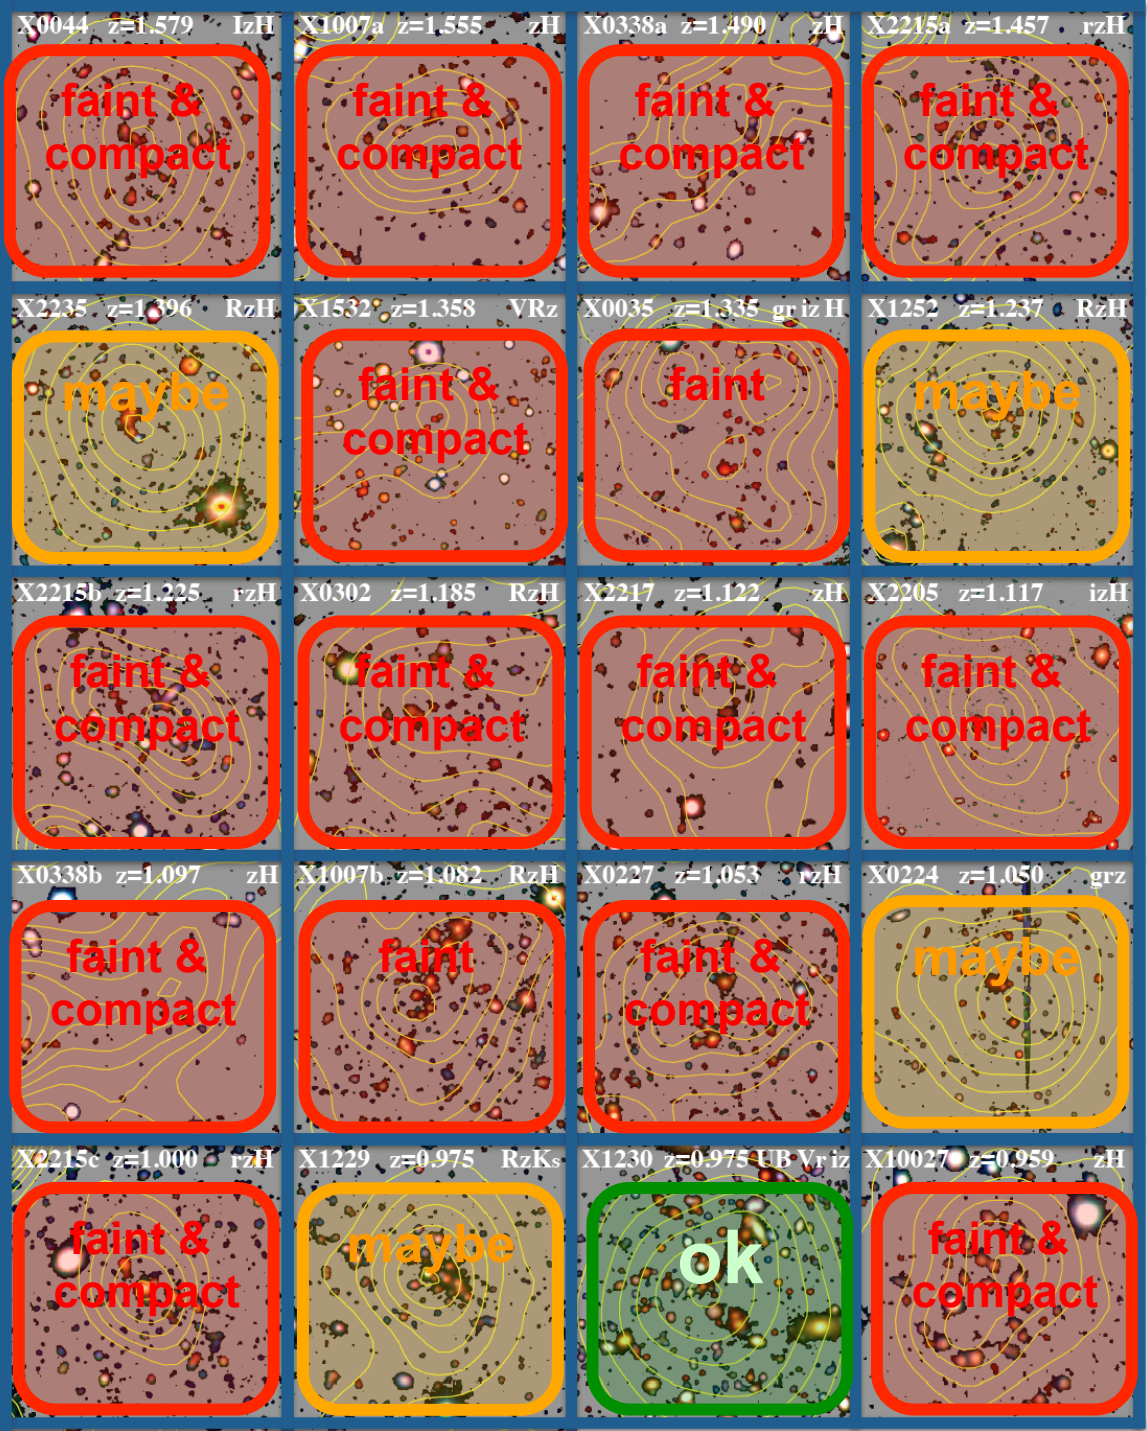 X0044 z=1.579 IzH
faint &
compact
X1007a z=1.555 zH
faint &
compact
X0338a z=1.490 zH
faint &
compact
X2215a z=1.457 rzH
faint &
compact
X2235 z=1.396 RzH
maybe
X1532 z=1.358 VRz
faint &
compact
X0035 z=1.335 gr iz H
faint
X1252 z=1.237 RzH
maybe
X2215b z=1.225 rzH
faint &
compact
X0302 z=1.185 RzH
faint &
compact
X2217 z=1.122 zH
faint &
compact
X2205 z=1.117 izH
faint &
compact
X0338b z=1.097 zH
faint &
compact
X1007b z=1.082 RzH
faint
X0227 z=1.053 rzH
faint &
compact
X0224 z=1.050 grz
maybe
X2215c z=1.000 rzH
faint &
compact
X1229 z=0.975 RzKs
maybe
X1230 z=0.975 UB Vr iz
ok
X10027 z=0.959 zH
faint &
compact